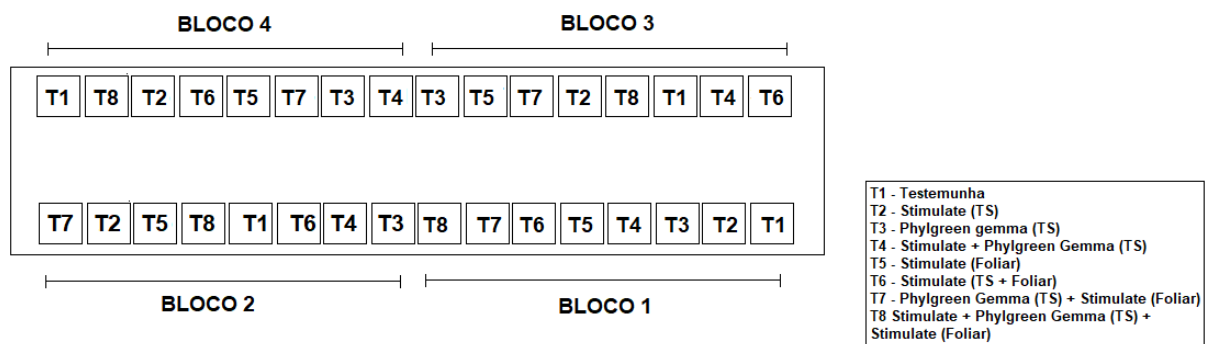 BLOCO 4 BLOCO 3
T1 T8 T2 T6 T5 T7 T3 T4 T3 T5 T7 T2 T8 T1 T4 T6
T7 T2 T5 T8 T1 T6 T4 T3 T8 T7 T6 T5 T4 T3 T2 T1
BLOCO 2 BLOCO 1
T1 - Testemunha
T2 - Stimulate (TS)
T3 - Phylgreen gemma (TS)
T4 - Stimulate + Phylgreen Gemma (TS)
T5 - Stimulate (Foliar)
T6 - Stimulate (TS + Foliar)
T7 - Phylgreen Gemma (TS) + Stimulate (Foliar)
T8 Stimulate + Phylgreen Gemma (TS) +
Stimulate (Foliar)